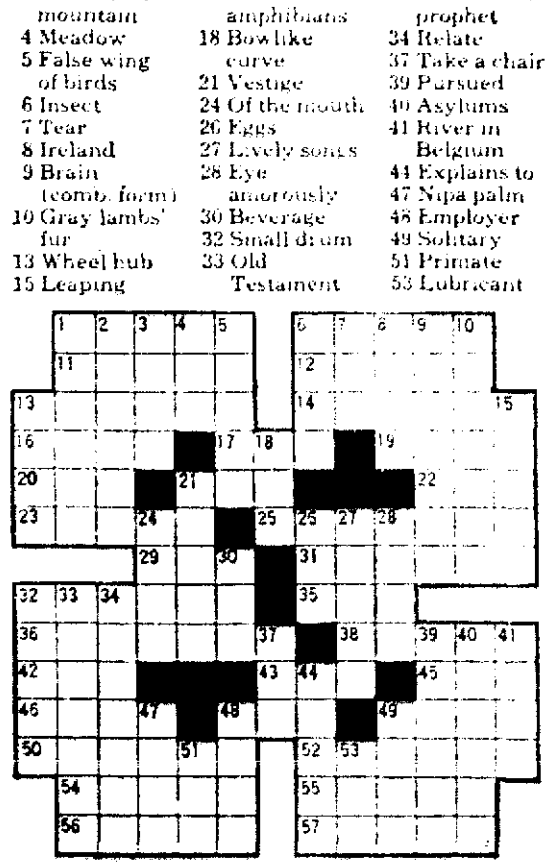 mountain
4 Meadow
5 False wing
of birds
6 Insect
7 Tear
8 Ireland
9 Brain
(comb. form)
10 Gray lambs'
fur
13 Wheel hub
15 Leaping
amphibians
18 Bowlike
curve
21 Vestige
24 Of the mouth
26 Eggs
27 Lively songs
28 Eye
amorously
30 Beverage
32 Small drum
33 Old
Testament
prophet
34 Relate
37 Take a chair
39 Pursued
40 Asylums
41 River in
Belgium
44 Explains to
47 Nipa palm
48 Employer
49 Solitary
51 Primate
53 Lubricant
1 2 3 4 5 6 7 8 9 10
11 12
13 14 15
16 17 18 19
20 21 22
23 24 25 26 27 28
29 30 31
32 33 34 35
36 37 38 39 40 41
42 43 44 45
46 47 48 49
50 51 52 53
54 55
56 57